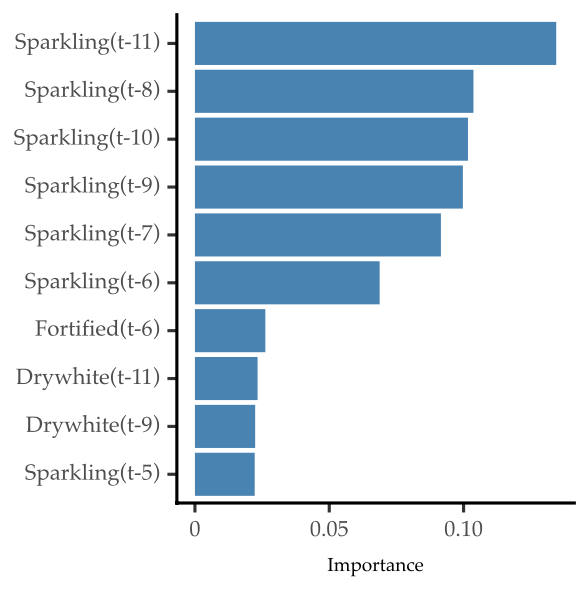 Sparkling(t-11)
Sparkling(t-8)
Sparkling(t-10)
Sparkling(t-9)
Sparkling(t-7)
Sparkling(t-6)
Fortified(t-6)
Drywhite(t-11)
Drywhite(t-9)
Sparkling(t-5)
0 0.05 0.10
Importance